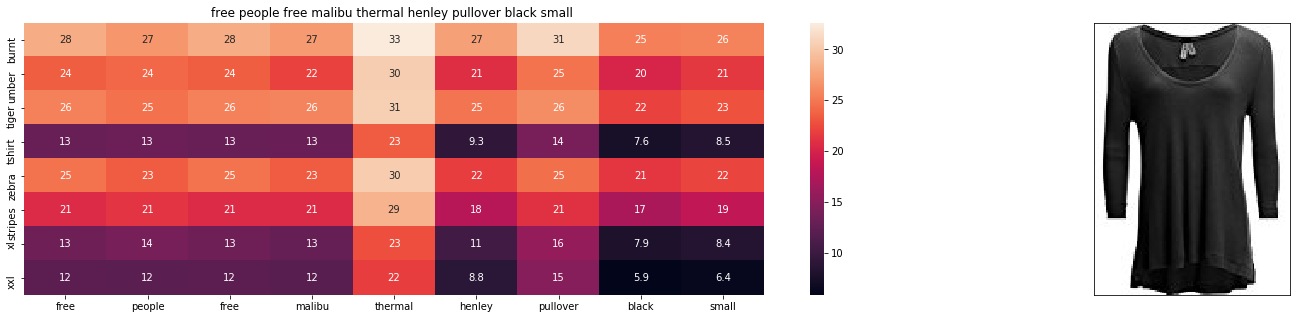 free people free malibu thermal henley pullover black small
burnt 28 27 28 27 33 27 31 25 26
umber 24 24 24 22 30 21 25 20 21
tiger 26 25 26 26 31 25 26 22 23
tshirt 13 13 13 13 23 9.3 14 7.6 8.5
zebra 25 23 25 23 30 22 25 21 22
stripes 21 21 21 21 29 18 21 17 19
xl 13 14 13 13 23 11 16 7.9 8.4
xxl 12 12 12 12 22 8.8 15 5.9 6.4
free people free malibu thermal henley pullover black small
30
25
20
15
10